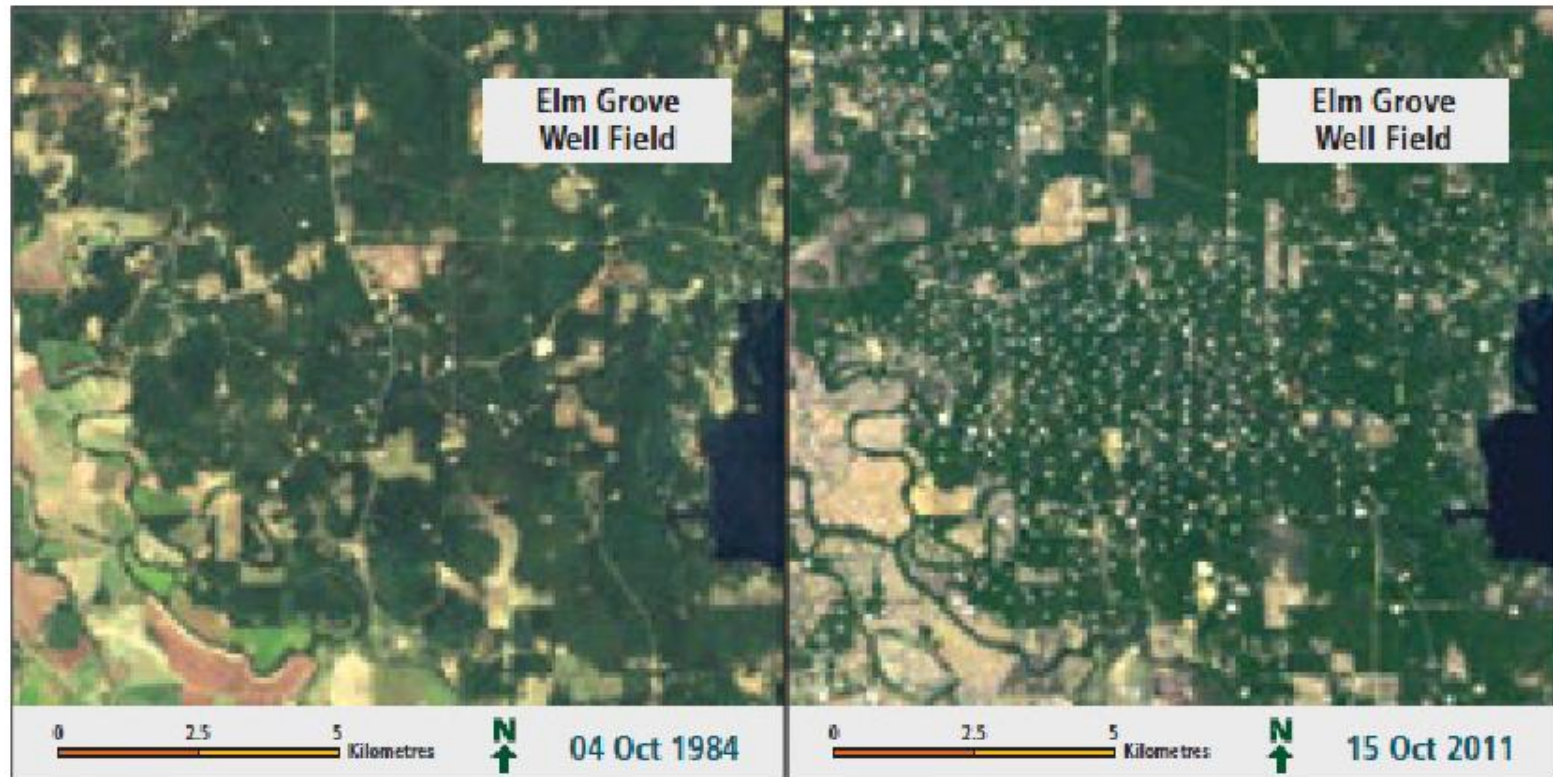 Elm Grove
Well Field
0 2.5 5
Kilometres
N
04 Oct 1984
Elm Grove
Well Field
0 2.5 5
Kilometres
N
15 Oct 2011